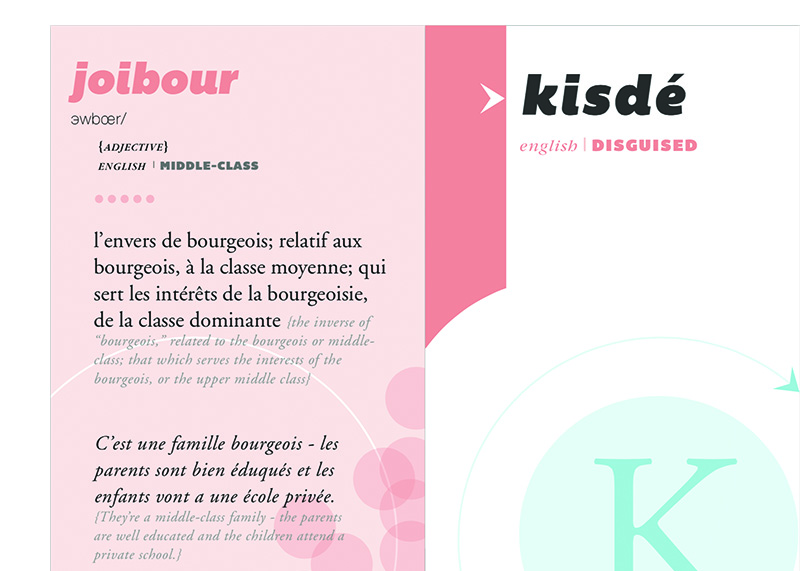 joibour
ɘwbœr/
{ADJECTIVE}
ENGLISH | MIDDLE-CLASS
l’envers de bourgeois; relatif aux
bourgeois, à la classe moyenne; qui
sert les intérêts de la bourgeoisie,
de la classe dominante {the inverse of
“bourgeois,” related to the bourgeois or middle-
class; that which serves the interests of the
bourgeois, or the upper middle class}
C’est une famille bourgeois - les
parents sont bien éduqués et les
enfants vont a une école privée.
{They’re a middle-class family - the parents
are well educated and the children attend a
private school.}
kisdé
english | DISGUISED
K